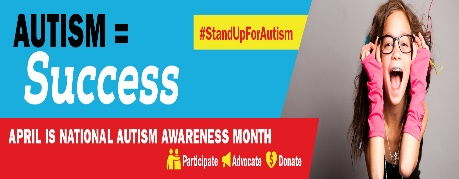 AUTISM =
Success
#StandUpForAutism
APRIL IS NATIONAL AUTISM AWARENESS MONTH
Participate Advocate Donate